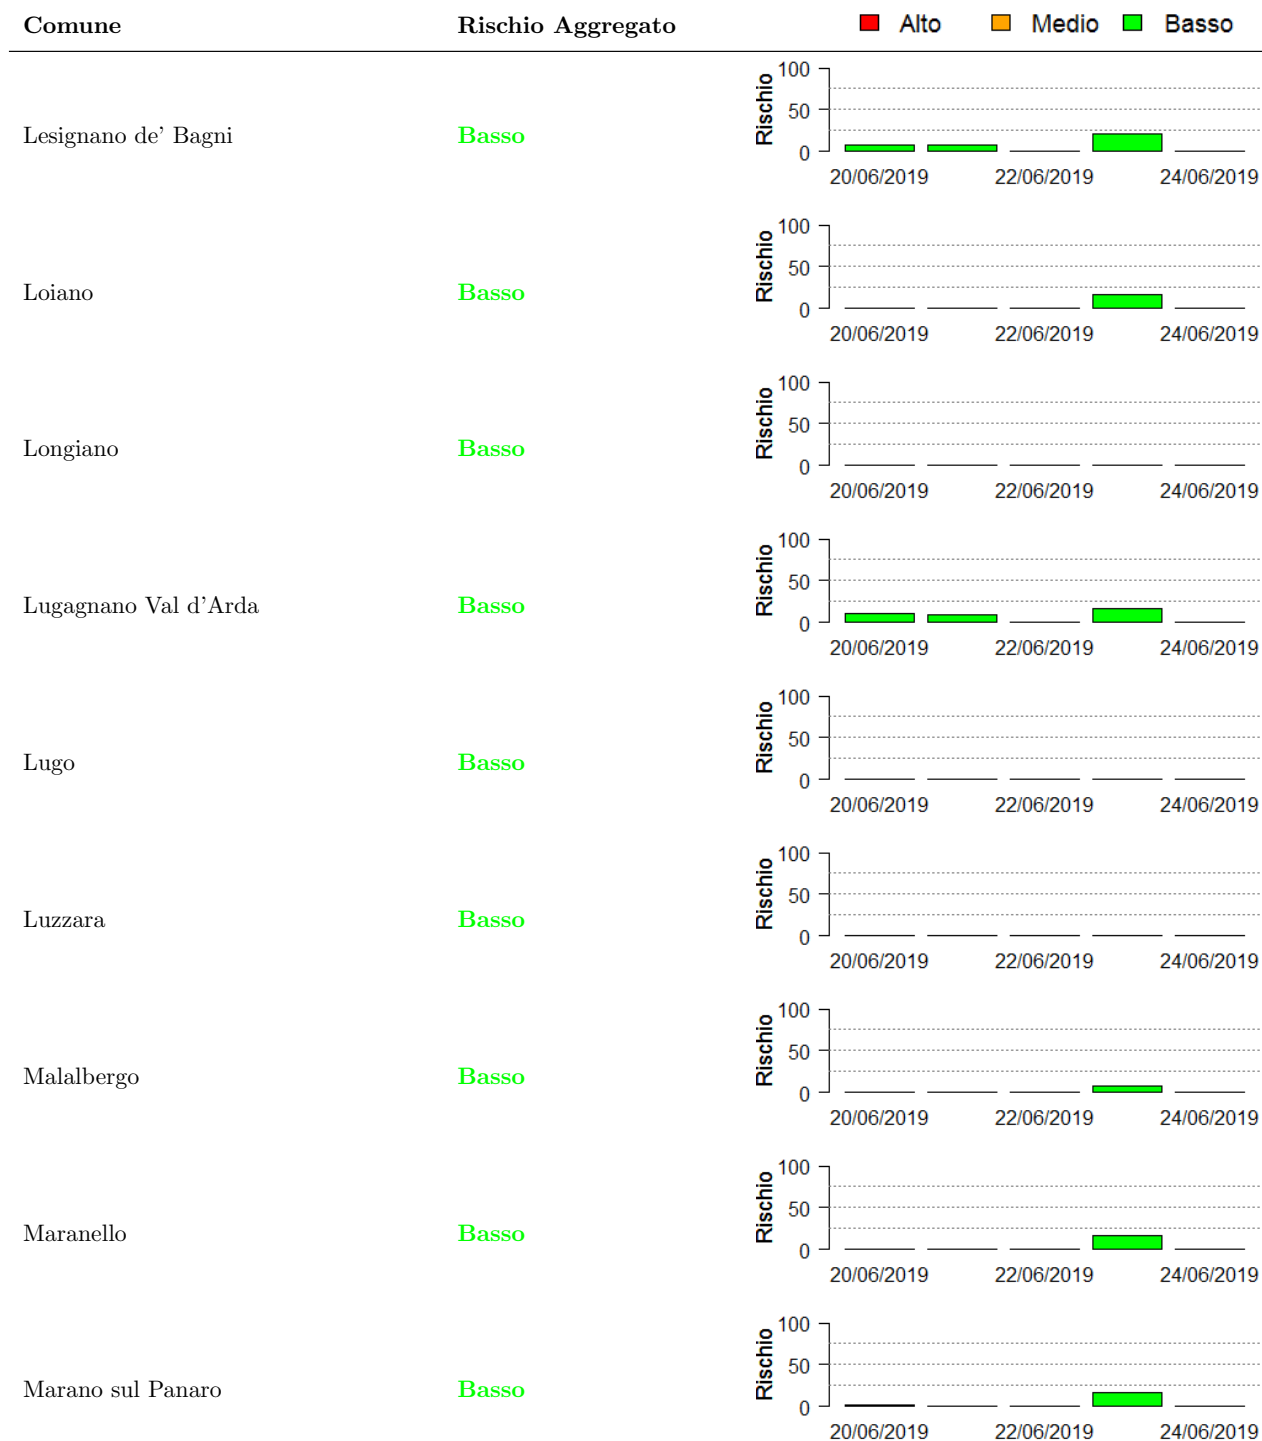 Comune Rischio Aggregato Alto Medio Basso
Lesignano de' Bagni Basso Rischio 100 50 0
20/06/2019 22/06/2019 24/06/2019
Loiano Basso Rischio 100 50 0
20/06/2019 22/06/2019 24/06/2019
Longiano Basso Rischio 100 50 0
20/06/2019 22/06/2019 24/06/2019
Lugagnano Val d'Arda Basso Rischio 100 50 0
20/06/2019 22/06/2019 24/06/2019
Lugo Basso Rischio 100 50 0
20/06/2019 22/06/2019 24/06/2019
Luzzara Basso Rischio 100 50 0
20/06/2019 22/06/2019 24/06/2019
Malalbergo Basso Rischio 100 50 0
20/06/2019 22/06/2019 24/06/2019
Maranello Basso Rischio 100 50 0
20/06/2019 22/06/2019 24/06/2019
Marano sul Panaro Basso Rischio 100 50 0
20/06/2019 22/06/2019 24/06/2019